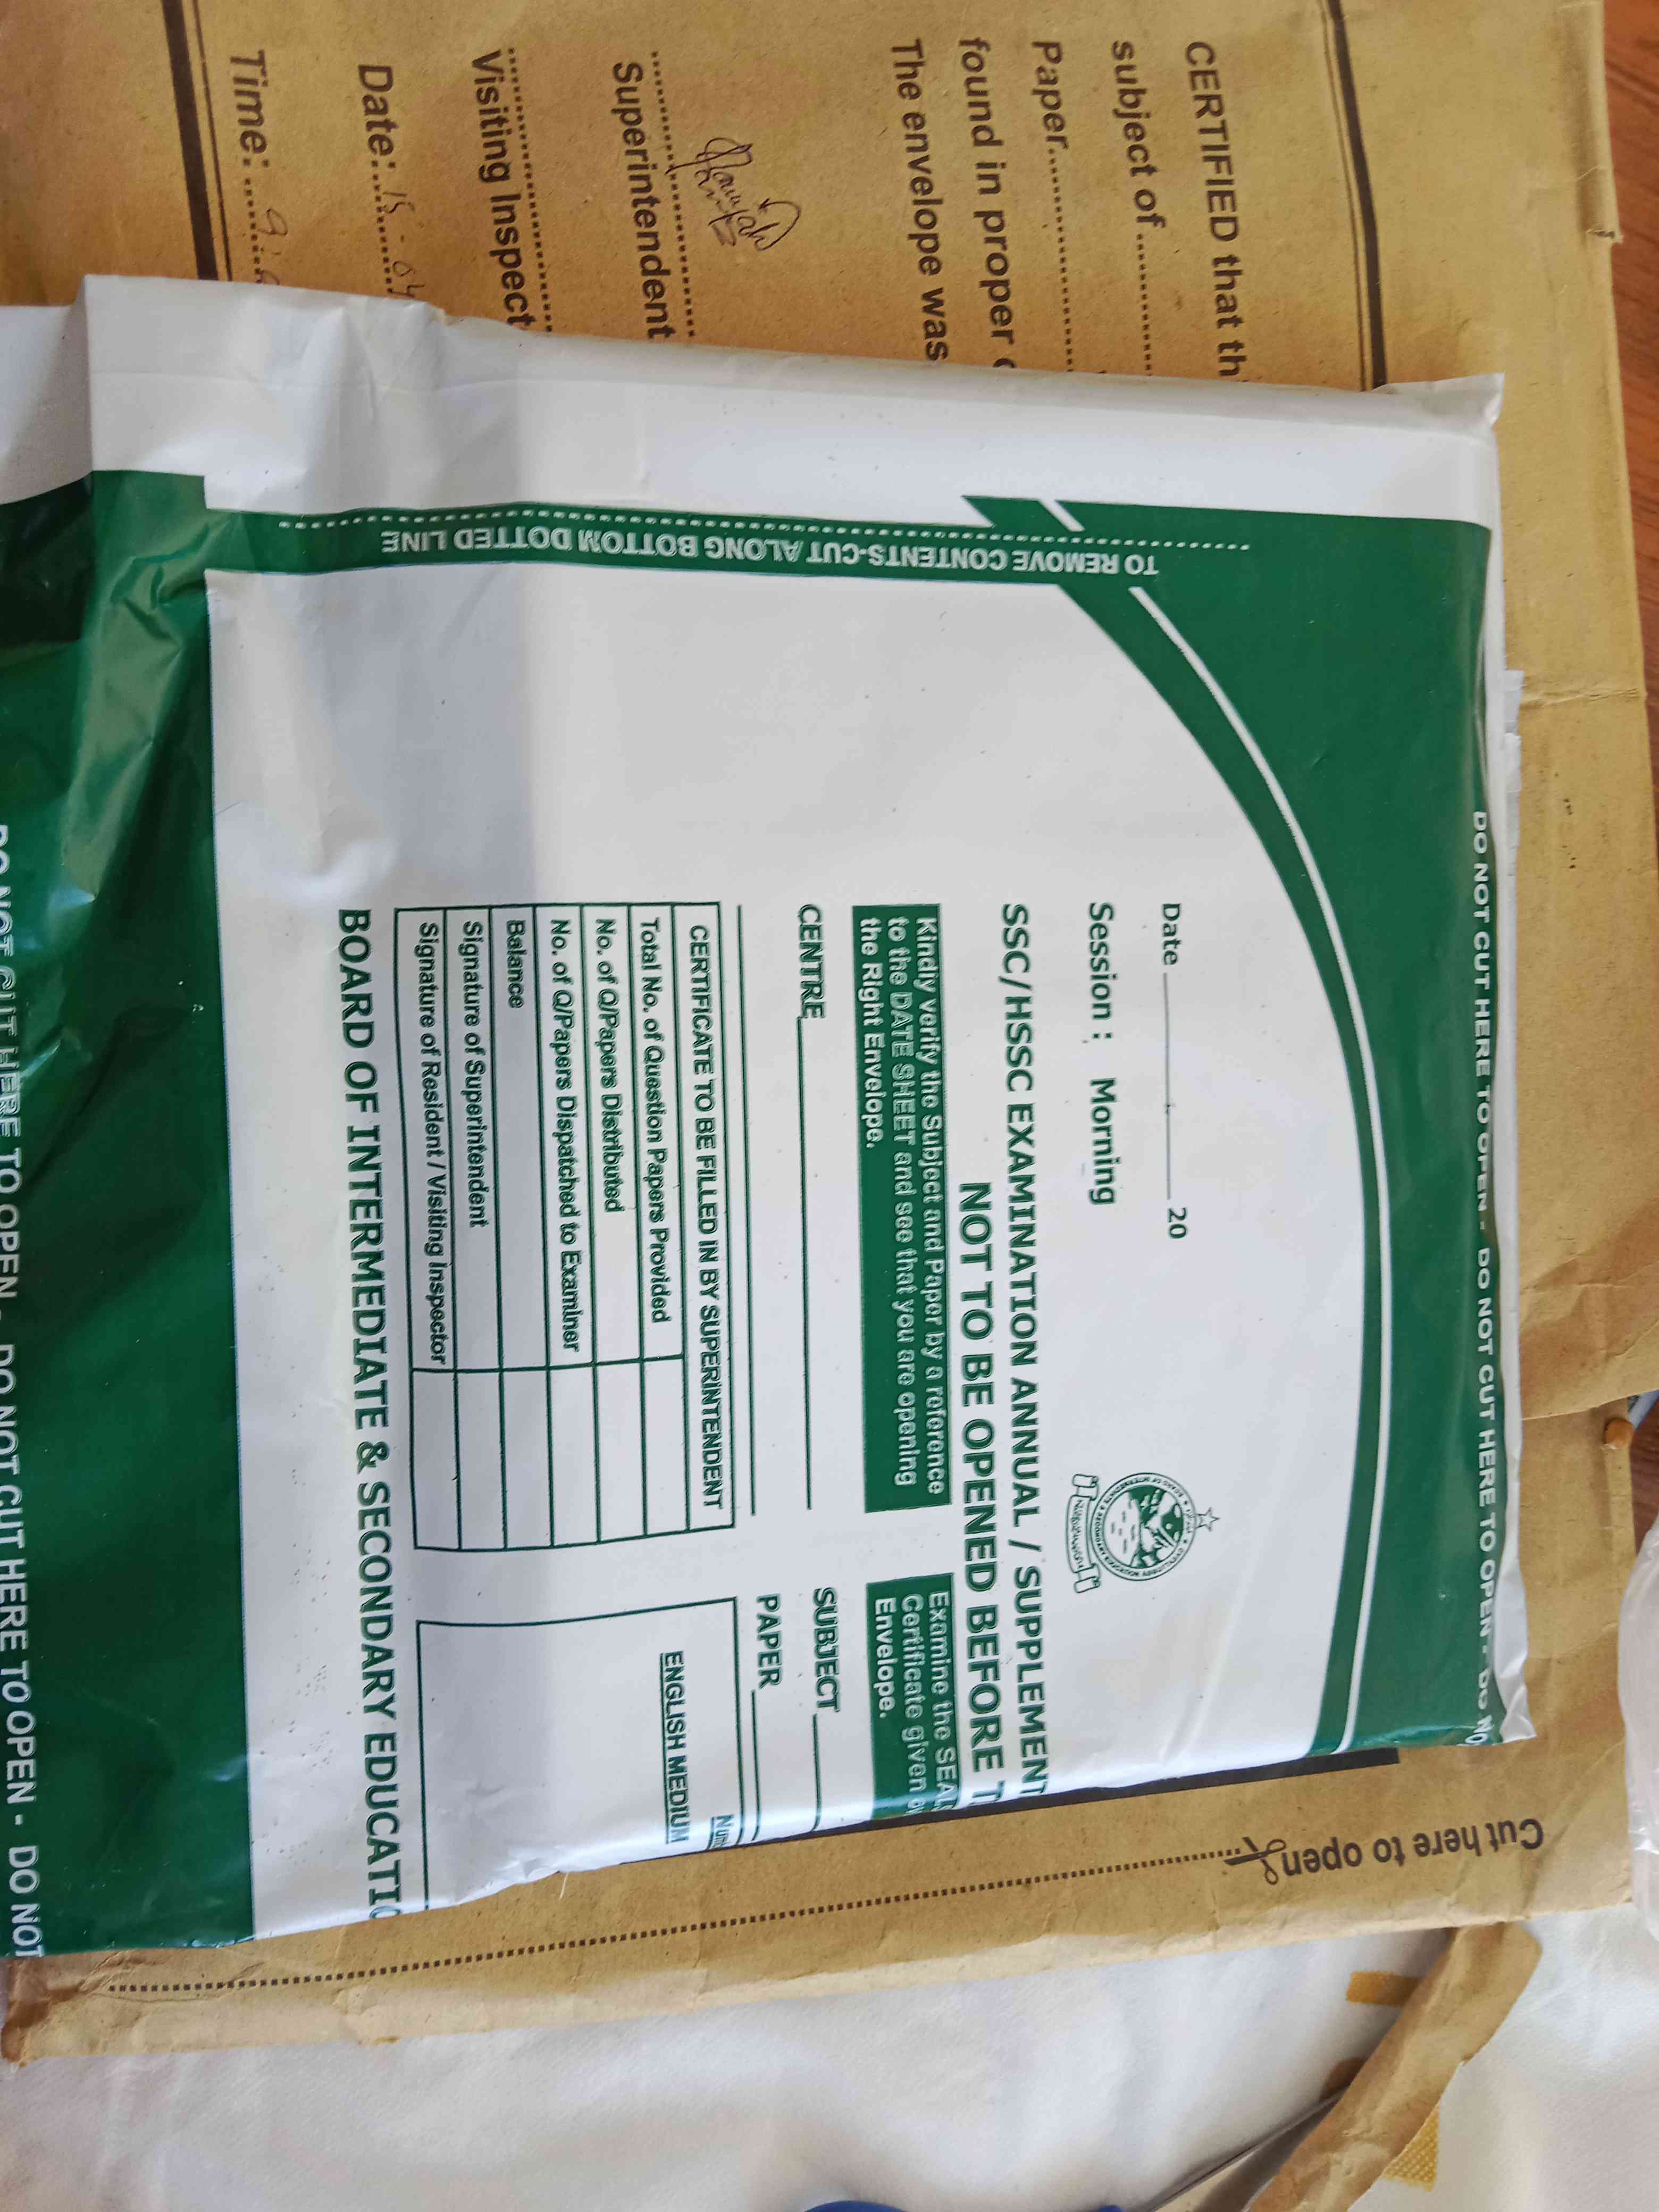 CERTIFIED that th
subject of
Paper
found in proper
The envelope was
Superintendent
Visiting Inspect
Date: 15-04
Time: 9:
TO REMOVE CONTENTS-CUT ALONG BOTTOM DOTTED LINE
DO NOT CUT HERE TO OPEN - DO NOT CUT HERE TO OPEN - DO NO
Date 20
Session : Morning
SSC/HSSC EXAMINATION ANNUAL / SUPPLEMENT
NOT TO BE OPENED BEFORE T
Kindly verify the Subject and Paper by a reference
to the DATE SHEET and see that you are opening
the Right Envelope.
Examine the SEAL
Certificate given
Envelope.
CENTRE
SUBJECT
PAPER
CERTIFICATE TO BE FILLED IN BY SUPERINTENDENT
Total No. of Question Papers Provided
No. of Q/Papers Distributed
No. of Q/Papers Dispatched to Examiner
Balance
Signature of Superintendent
Signature of Resident / Visiting Inspector
ENGLISH MEDIUM
BOARD OF INTERMEDIATE & SECONDARY EDUCATIO
DO NOT CUT HERE TO OPEN - DO NOT CUT HERE TO OPEN - DO NOT
Cut here to open